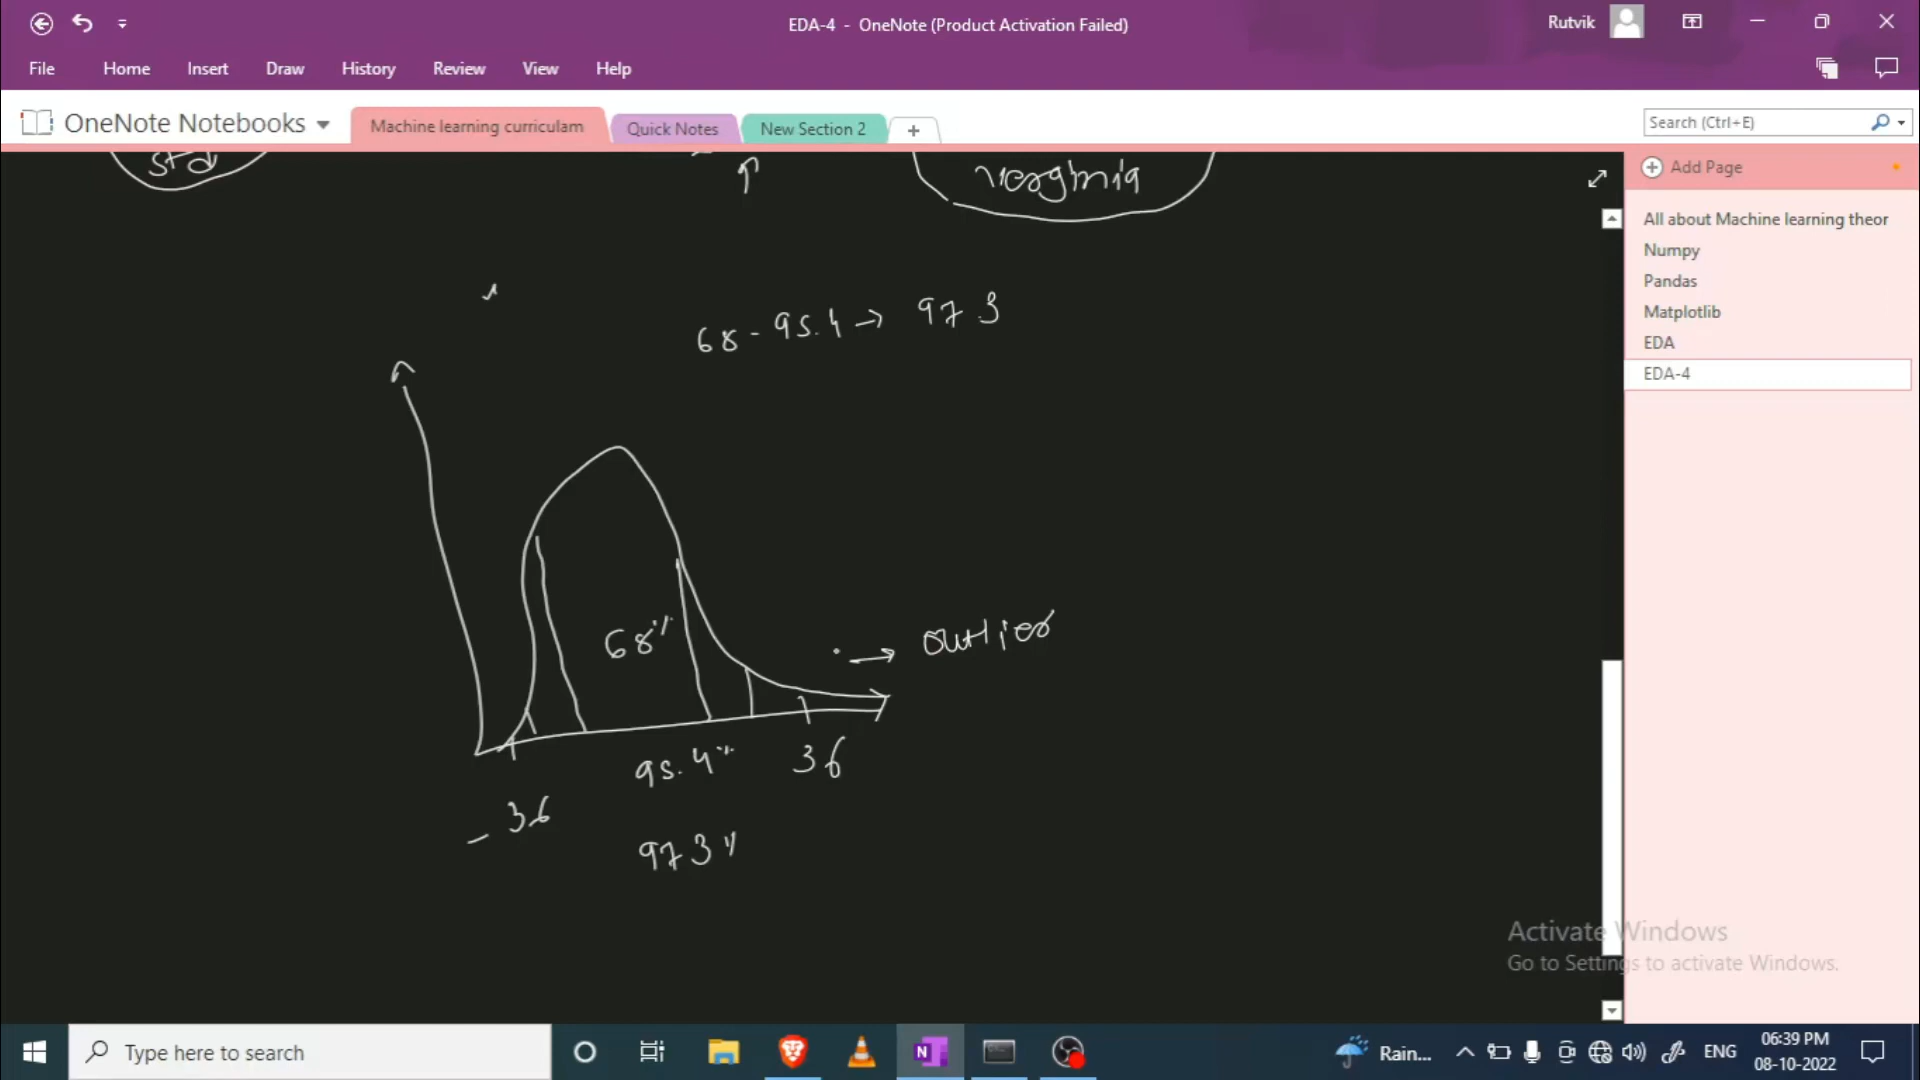 EDA-4 - OneNote (Product Activation Failed)
Rutvik
File Home Insert Draw History Review View Help
OneNote Notebooks
Machine learning curriculam
Quick Notes
New Section 2
Search (Ctrl+E)
Add Page
All about Machine learning theor
Numpy
Pandas
Matplotlib
EDA
EDA-4
std
68 - 95.4 → 97 3
68%
→ outlier
95.4%
3σ
- 3σ
97 3 %
Activate Windows
Go to Settings to activate Windows.
Type here to search
Rain...
ENG
06:39 PM
08-10-2022